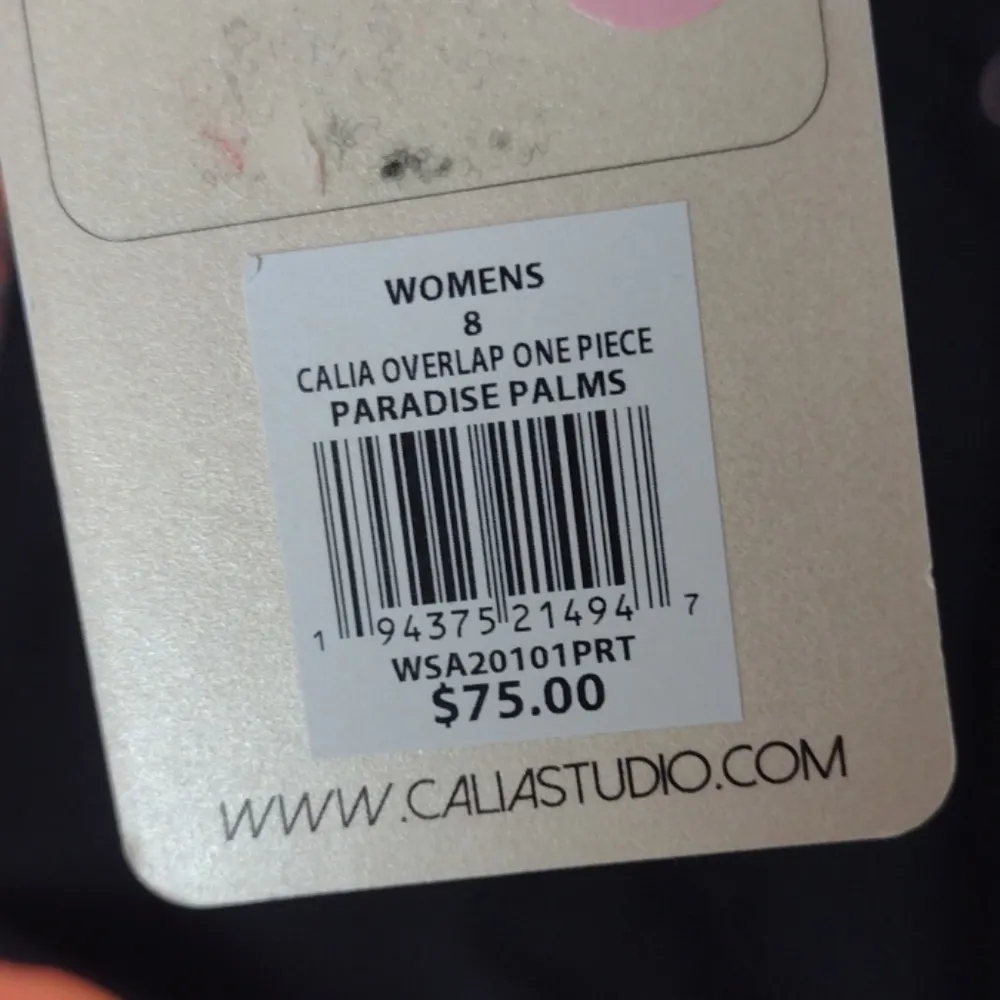 WOMENS
8
CALIA OVERLAP ONE PIECE
PARADISE PALMS
1 94375 21494 7
WSA20101PRT
$75.00
WWW.CALIASTUDIO.COM